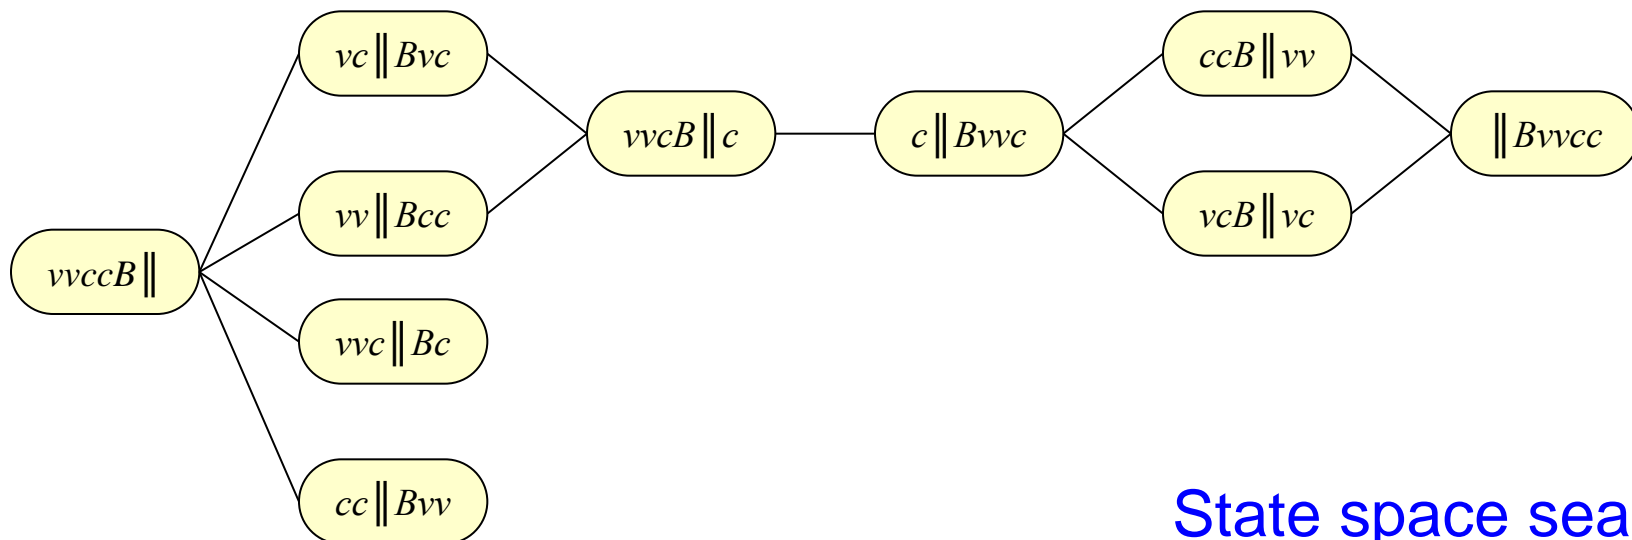 vc‖Bvc
ccB‖vv
vvcB‖c
c‖Bvvc
‖Bvvcc
vv‖Bcc
vcB‖vc
vvccB‖
vvc‖Bc
cc‖Bvv
State space sea